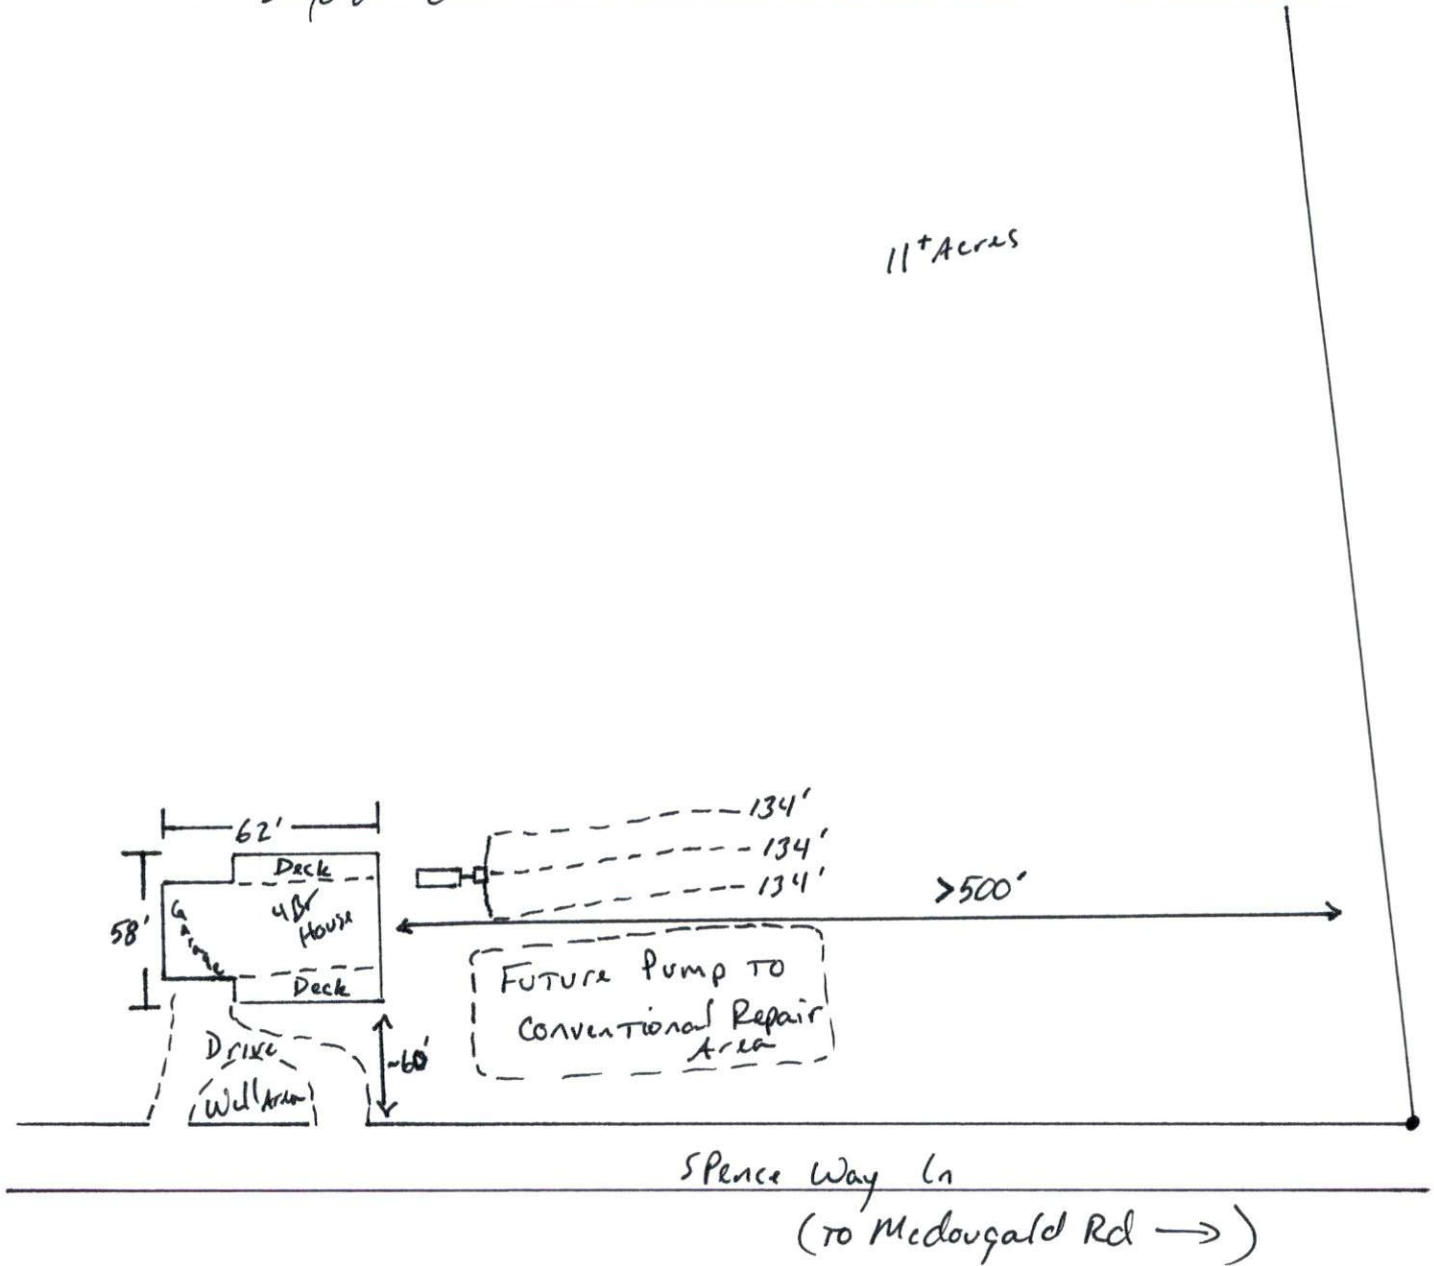 11+ Acres
62'
134'
134'
134'
Deck
4Br
House
Garage
58'
>500'
Deck
Future Pump To
Conventional Repair
Area
Drive
~60'
Well Area
Spence Way Ln
(To Mcdougald Rd →)